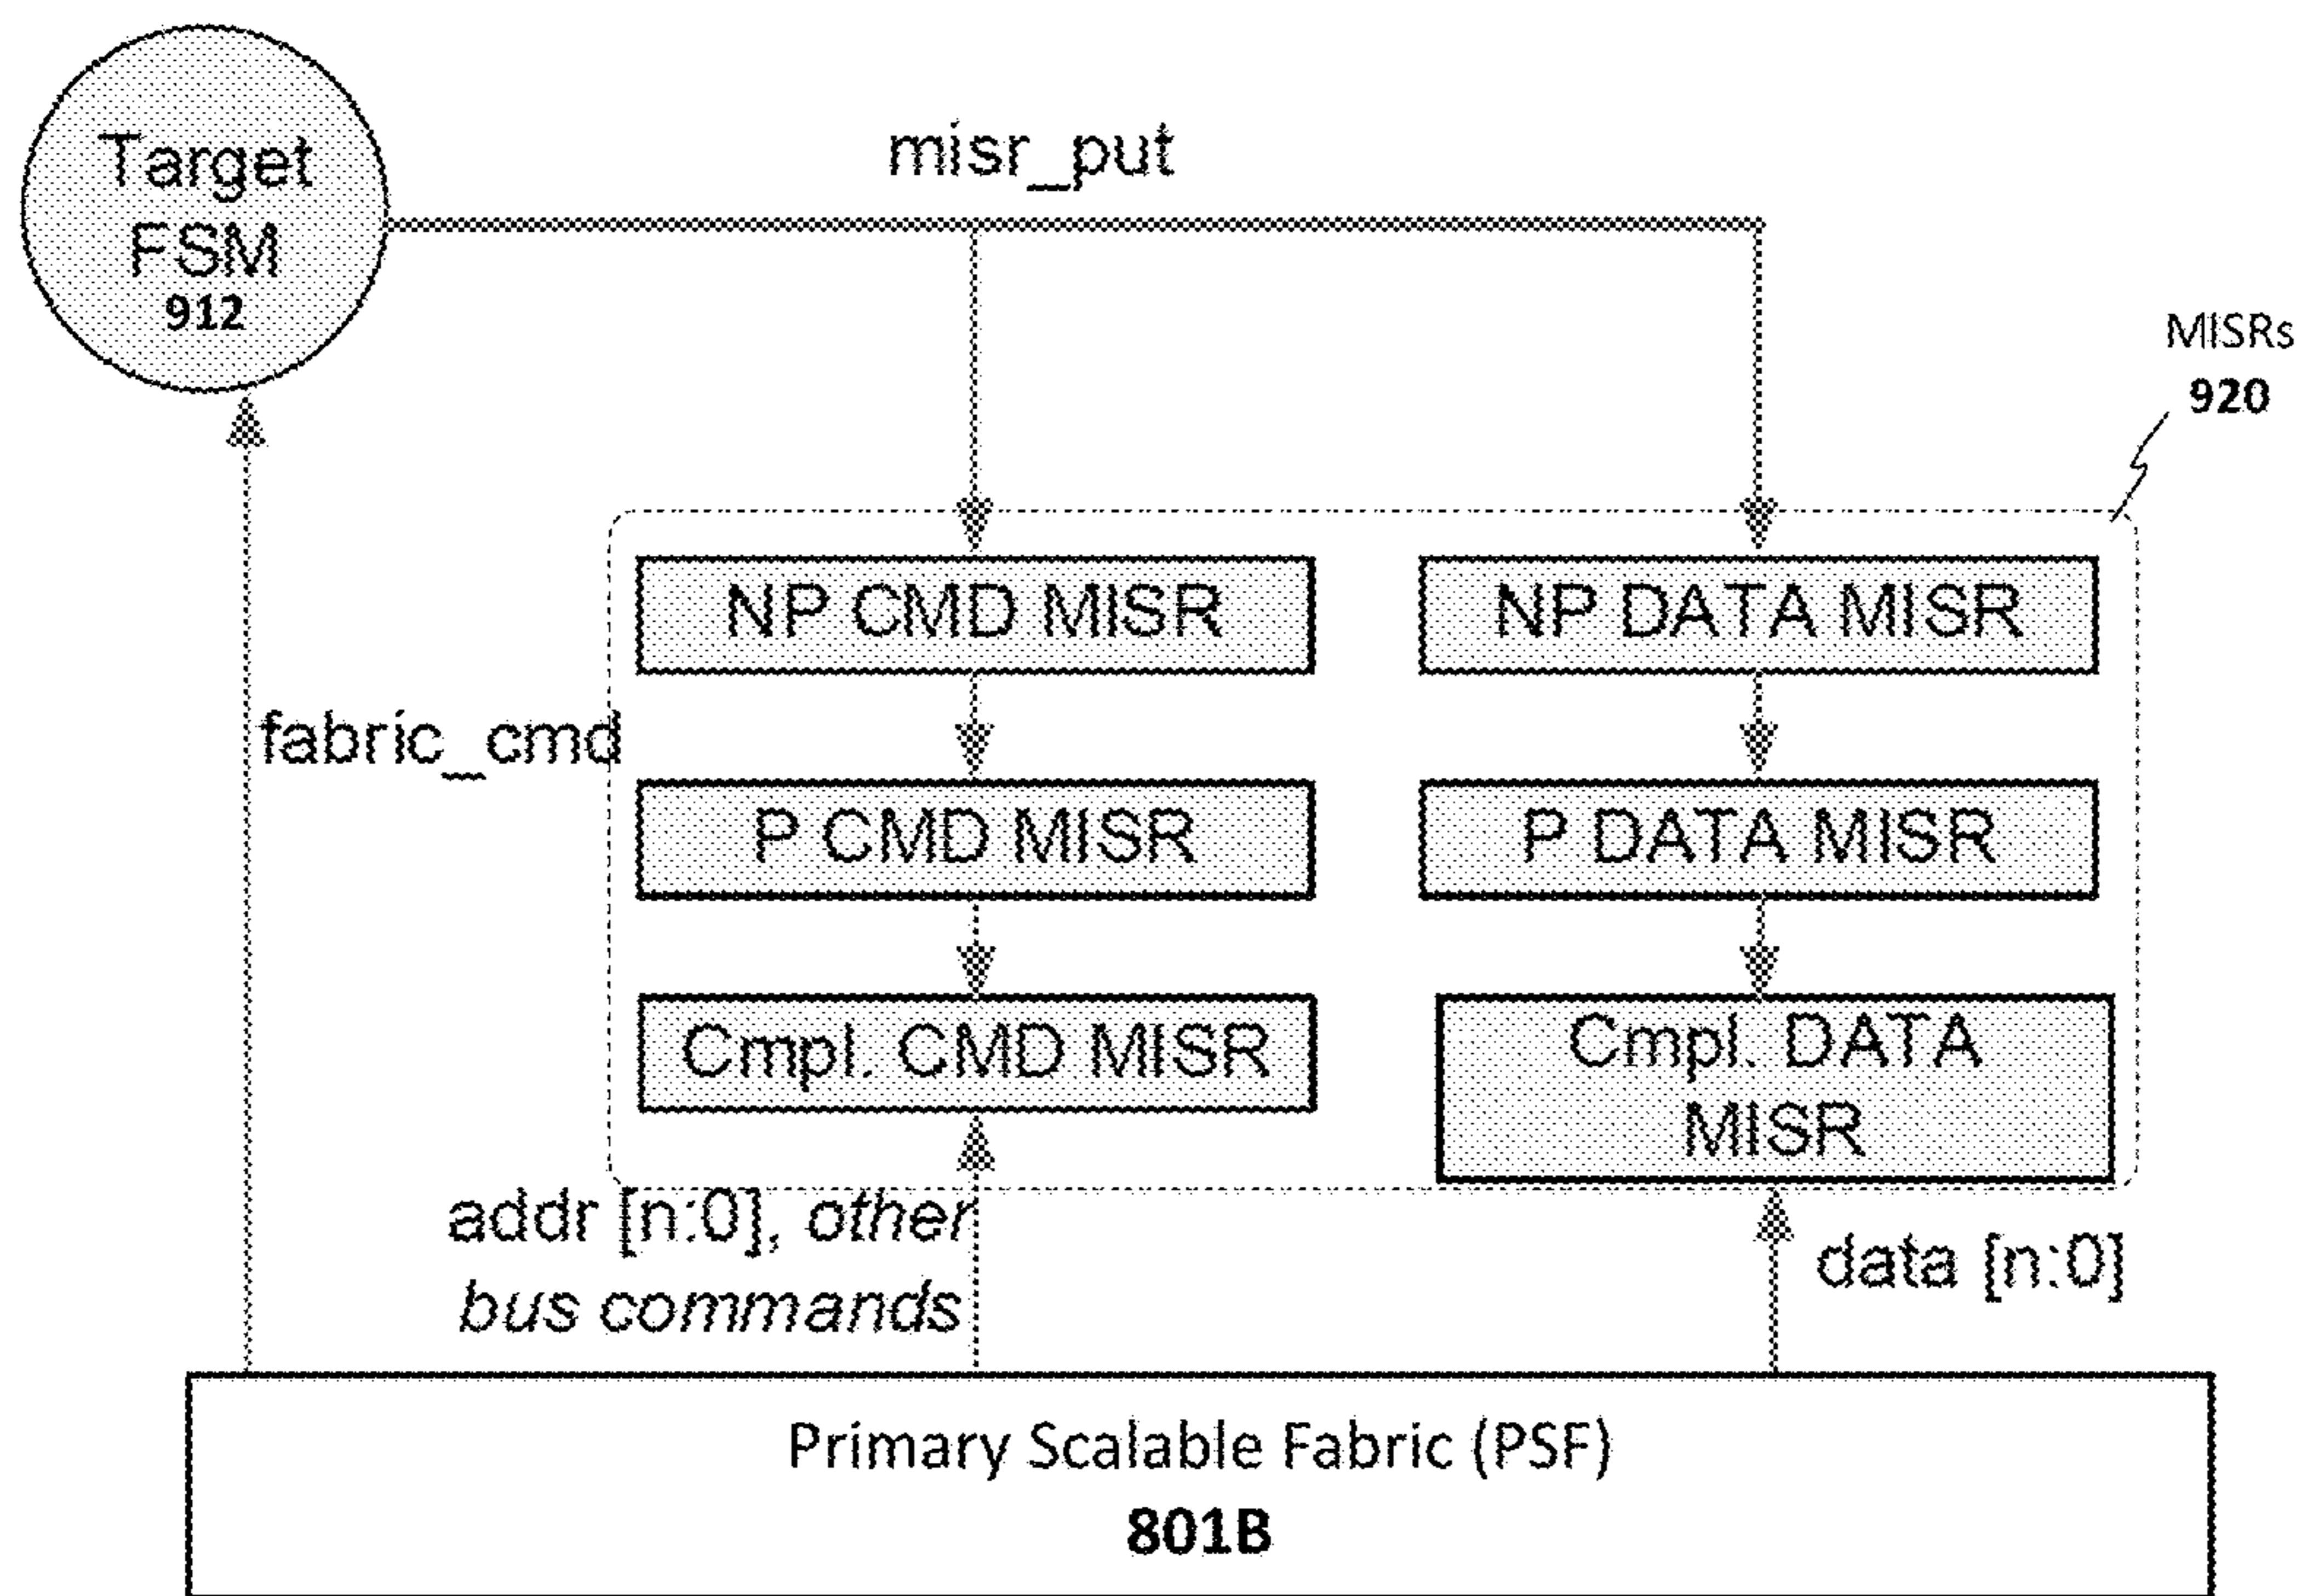 Target
FSM
912
misr_put
MISRs
920
NP CMD MISR
NP DATA MISR
fabric_cmd
P CMD MISR
P DATA MISR
Cmpl. CMD MISR
Cmpl. DATA
MISR
addr [n:0], other
bus commands
data [n:0]
Primary Scalable Fabric (PSF)
801B